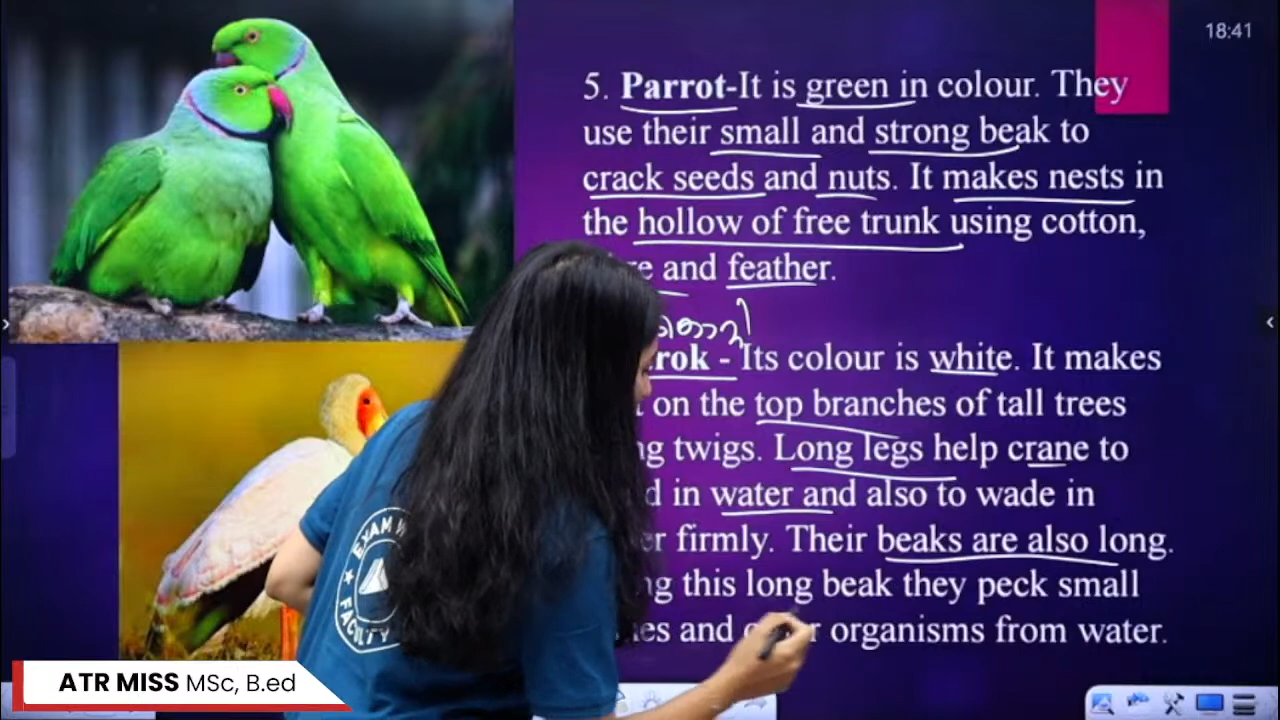 18:41
5. Parrot-It is green in colour. They
use their small and strong beak to
crack seeds and nuts. It makes nests in
the hollow of free trunk using cotton,
and feather.
Its colour is white. It makes
on the top branches of tall trees
twigs. Long legs help crane to
in water and also to wade in
firmly. Their beaks are also long.
this long beak they peck small
and organisms from water.
EXAM
FACULTY
ATR MISS MSc, B.ed